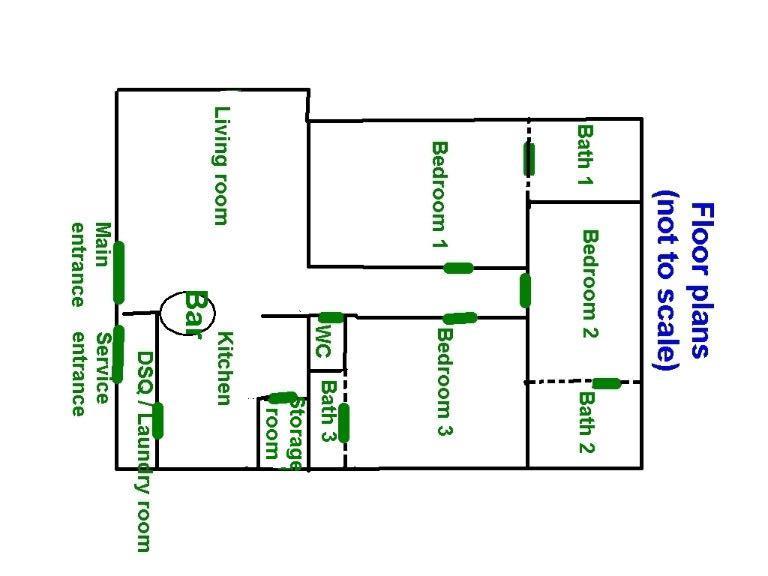 Floor plans
(not to scale)
Bath 1
Bedroom 2
Bath 2
Bedroom 1
Bedroom 3
WC
Bath 3
Storage
room
Living room
Kitchen
Bar
DSQ / Laundry room
Main
entrance
Service
entrance